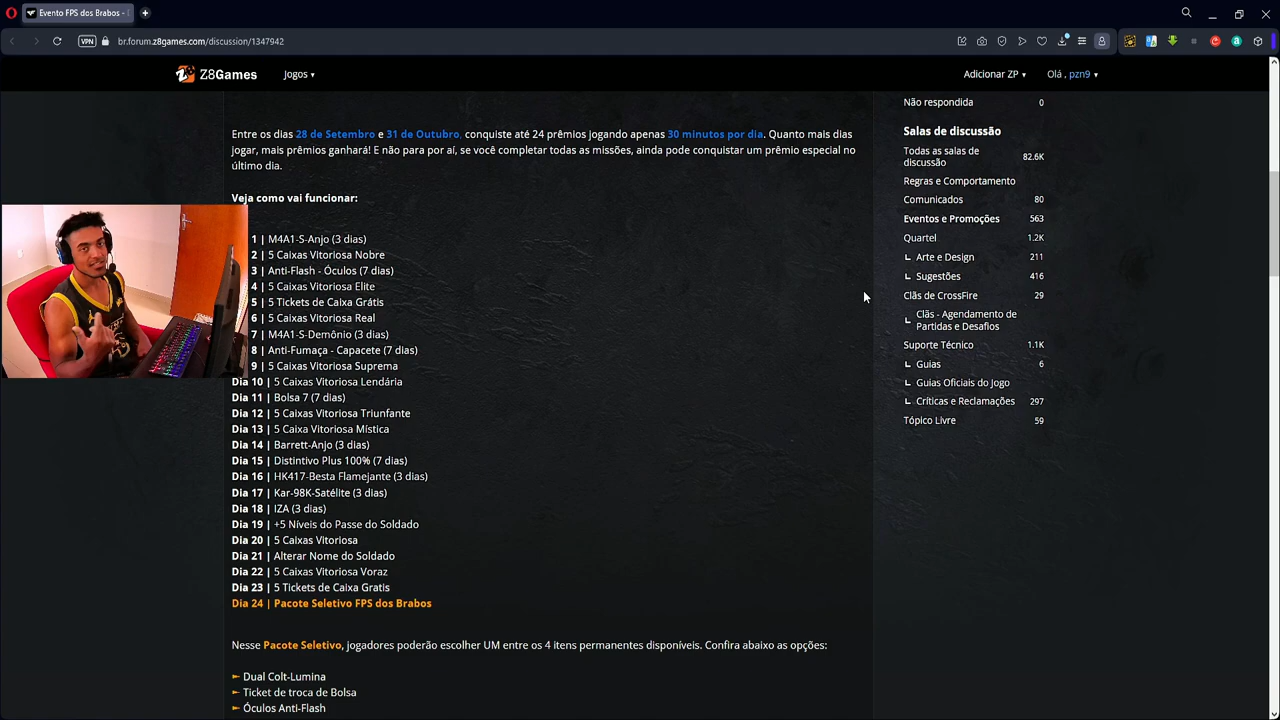 Evento FPS dos Brabos - (
VPN br.forum.z8games.com/discussion/1347942
Z8Games Jogos Adicionar ZP Olá , pzn9
Entre os dias 28 de Setembro e 31 de Outubro, conquiste até 24 prêmios jogando apenas 30 minutos por dia. Quanto mais dias
jogar, mais prêmios ganhará! E não para por aí, se você completar todas as missões, ainda pode conquistar um prêmio especial no
último dia.
Veja como vai funcionar:
1 | M4A1-S-Anjo (3 dias)
2 | 5 Caixas Vitoriosa Nobre
3 | Anti-Flash - Óculos (7 dias)
4 | 5 Caixas Vitoriosa Elite
5 | 5 Tickets de Caixa Grátis
6 | 5 Caixas Vitoriosa Real
7 | M4A1-S-Demônio (3 dias)
8 | Anti-Fumaça - Capacete (7 dias)
9 | 5 Caixas Vitoriosa Suprema
Dia 10 | 5 Caixas Vitoriosa Lendária
Dia 11 | Bolsa 7 (7 dias)
Dia 12 | 5 Caixas Vitoriosa Triunfante
Dia 13 | 5 Caixa Vitoriosa Mística
Dia 14 | Barrett-Anjo (3 dias)
Dia 15 | Distintivo Plus 100% (7 dias)
Dia 16 | HK417-Besta Flamejante (3 dias)
Dia 17 | Kar-98K-Satélite (3 dias)
Dia 18 | IZA (3 dias)
Dia 19 | +5 Níveis do Passe do Soldado
Dia 20 | 5 Caixas Vitoriosa
Dia 21 | Alterar Nome do Soldado
Dia 22 | 5 Caixas Vitoriosa Voraz
Dia 23 | 5 Tickets de Caixa Gratis
Dia 24 | Pacote Seletivo FPS dos Brabos
Nesse Pacote Seletivo, jogadores poderão escolher UM entre os 4 itens permanentes disponíveis. Confira abaixo as opções:
Dual Colt-Lumina
Ticket de troca de Bolsa
Óculos Anti-Flash
Não respondida 0
Salas de discussão
Todas as salas de
discussão 82.6K
Regras e Comportamento
Comunicados 80
Eventos e Promoções 563
Quartel 1.2K
Arte e Design 211
Sugestões 416
Clãs de CrossFire 29
Clãs - Agendamento de
Partidas e Desafios
Suporte Técnico 1.1K
Guias 6
Guias Oficiais do Jogo
Críticas e Reclamações 297
Tópico Livre 59